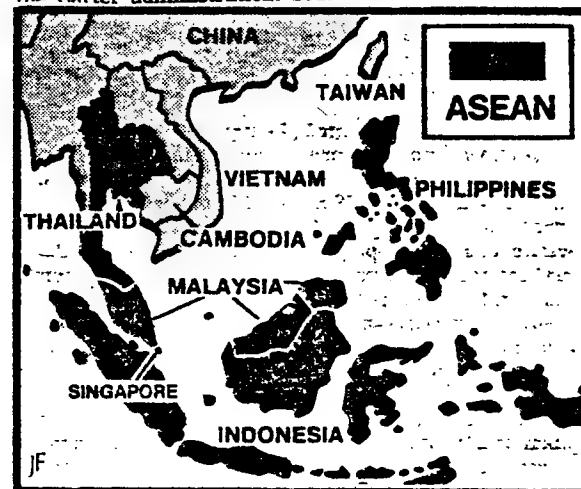 CHINA
TAIWAN
ASEAN
VIETNAM
PHILIPPINES
THAILAND
CAMBODIA
MALAYSIA
SINGAPORE
INDONESIA
JF